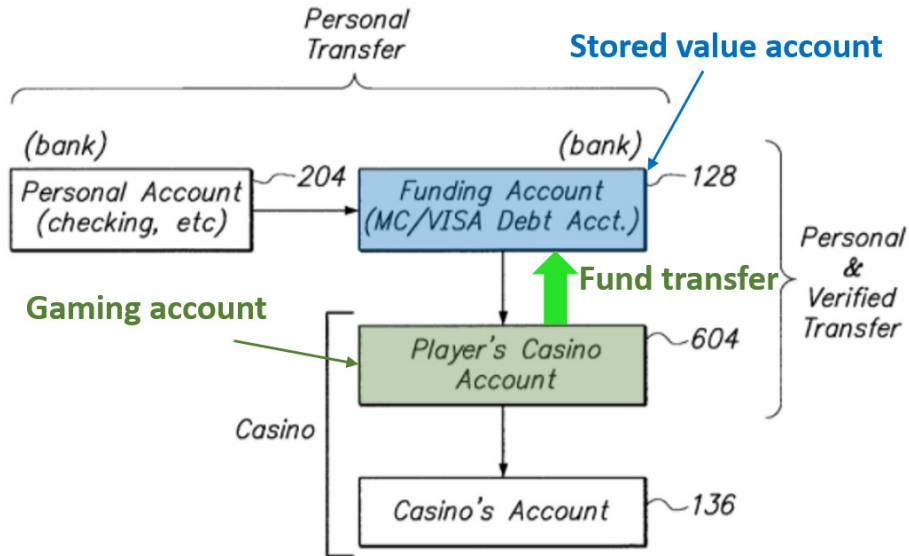 Personal
Transfer
Stored value account
(bank)
(bank)
Personal Account
(checking, etc)
204
Funding Account
(MC/VISA Debt Acct.)
128
Personal
&
Verified
Transfer
Fund transfer
Gaming account
Player's Casino
Account
604
Casino
Casino's Account
136